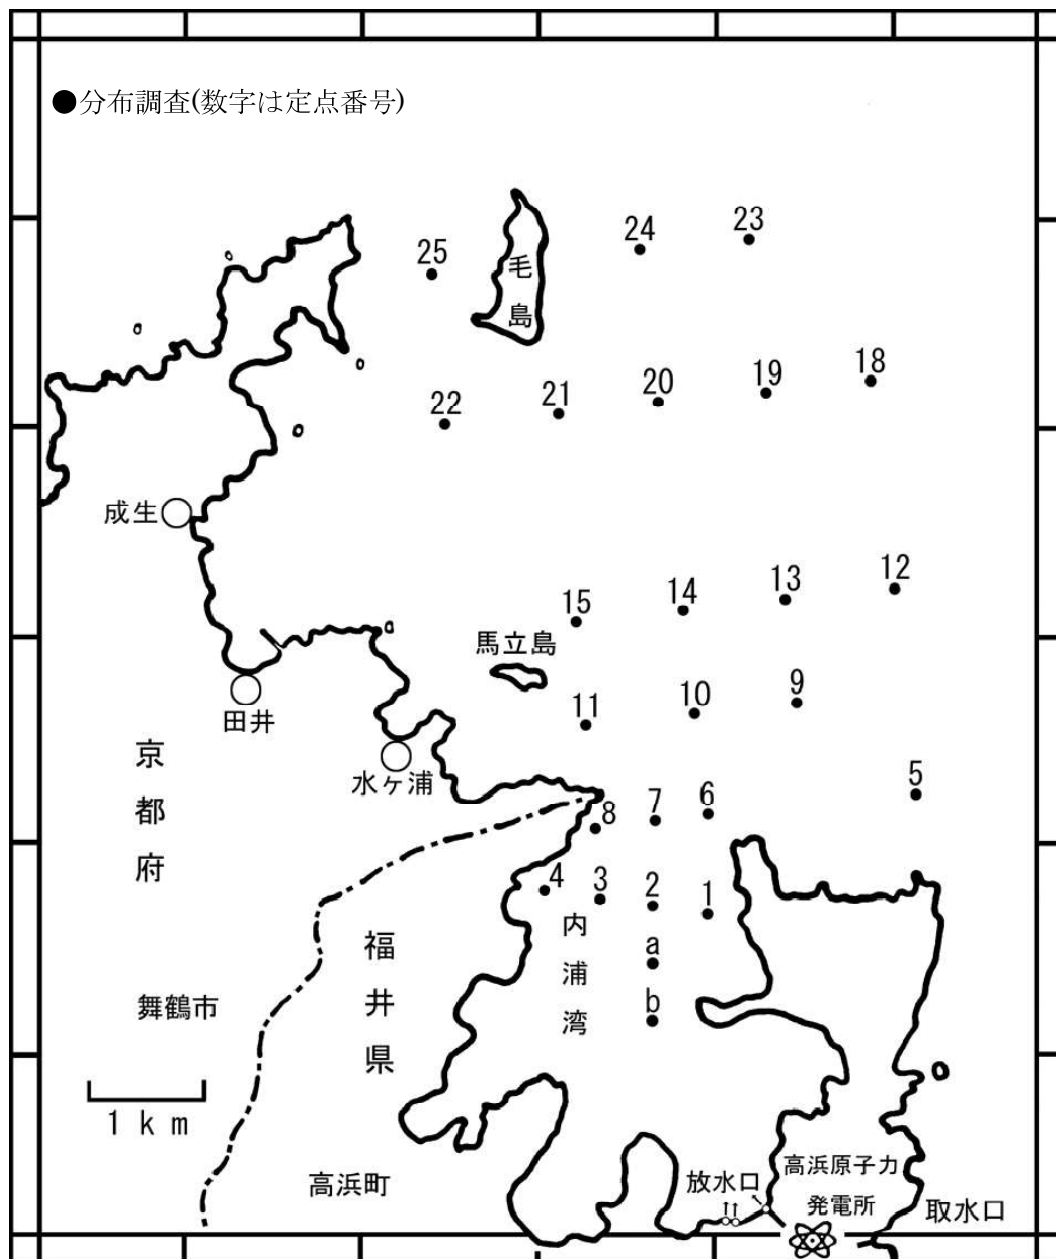 ●分布調査(数字は定点番号)
23
24
25
毛島
18
19
20
21
22
成生
12
13
14
15
馬立島
9
10
11
田井
水ヶ浦
京都府
5
6
7
8
4
3
2
1
内浦湾
a
b
福井県
舞鶴市
1 km
高浜町
放水口
高浜原子力
発電所
取水口